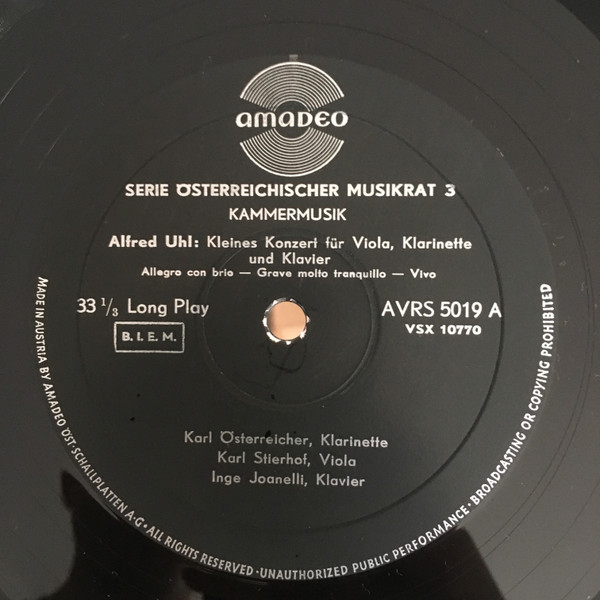 amadeo
SERIE ÖSTERREICHISCHER MUSIKRAT 3
KAMMERMUSIK
Alfred Uhl: Kleines Konzert für Viola, Klarinette
und Klavier
Allegro con brio — Grave molto tranquillo — Vivo
33 1/3 Long Play
B. I. E. M.
AVRS 5019 A
VSX 10770
Karl Österreicher, Klarinette
Karl Stierhof, Viola
Inge Joanelli, Klavier
MADE IN AUSTRIA BY AMADEO ÖST·SCHALLPLATTEN A·G· ALL RIGHTS RESERVED ·UNAUTHORIZED PUBLIC PERFORMANCE · BROADCASTING OR COPYING PROHIBITED